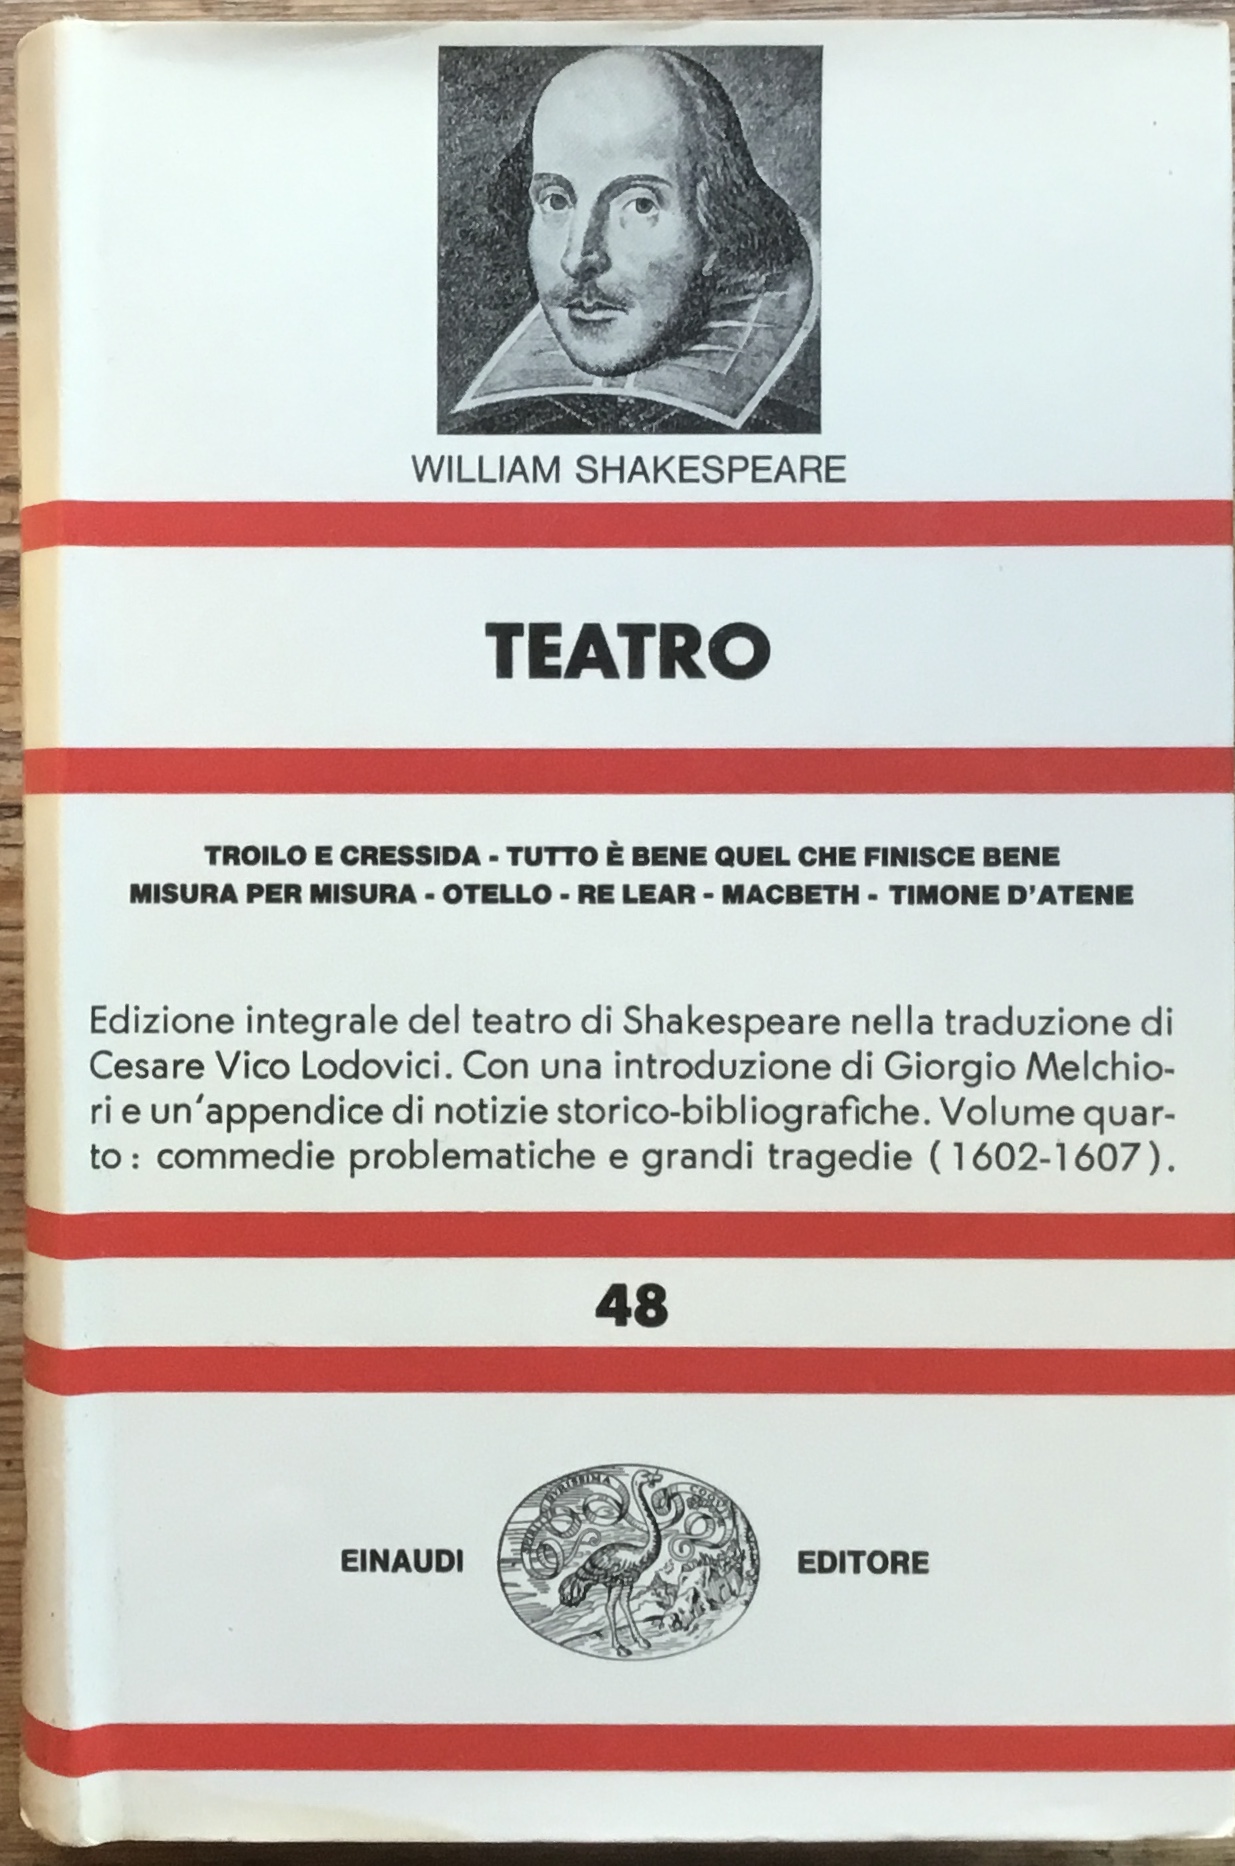 WILLIAM SHAKESPEARE
TEATRO
TROILO E CRESSIDA - TUTTO È BENE QUEL CHE FINISCE BENE
MISURA PER MISURA - OTELLO - RE LEAR - MACBETH - TIMONE D'ATENE
Edizione integrale del teatro di Shakespeare nella traduzione di
Cesare Vico Lodovici. Con una introduzione di Giorgio Melchio-
ri e un'appendice di notizie storico-bibliografiche. Volume quar-
to : commedie problematiche e grandi tragedie (1602-1607).
48
EINAUDI EDITORE